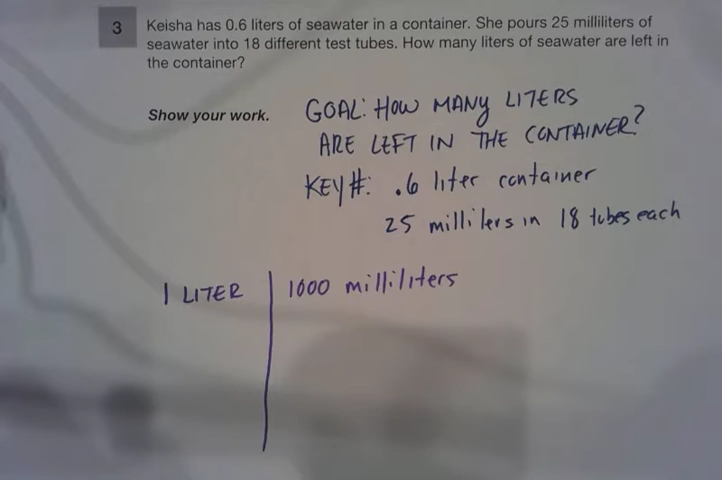 3
Keisha has 0.6 liters of seawater in a container. She pours 25 milliliters of
seawater into 18 different test tubes. How many liters of seawater are left in
the container?
Show your work.
GOAL: HOW MANY LITERS
ARE LEFT IN THE CONTAINER?
KEY #: .6 liter container
25 millilers in 18 tubes each
1 LITER | 1000 milliliters